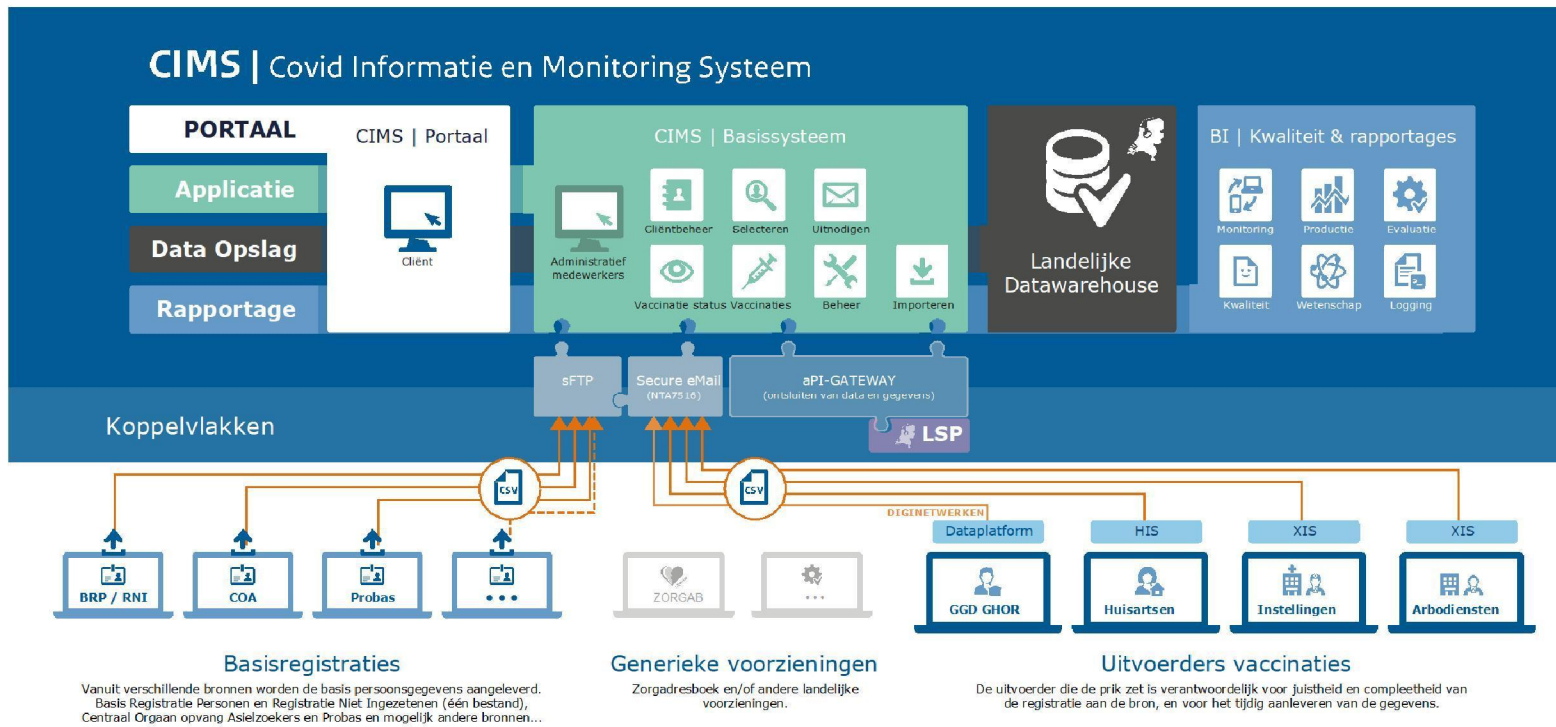 CIMS | Covid Informatie en Monitoring Systeem
PORTAAL
Applicatie
Data Opslag
Rapportage
CIMS | Portaal
Cliënt
CIMS | Basissysteem
Administratief
medewerkers
Cliëntbeheer
Selecteren
Uitnodigen
Vaccinatie status
Vaccinaties
Beheer
Importeren
Landelijke
Datawarehouse
BI | Kwaliteit & rapportages
Monitoring
Productie
Evaluatie
Kwaliteit
Wetenschap
Logging
sFTP
Secure eMail
(NTA7516)
aPI-GATEWAY
(ontsluiten van data en gegevens)
LSP
Koppelvlakken
CSV
CSV
DIGINETWERKEN
Dataplatform
HIS
XIS
XIS
BRP / RNI
COA
Probas
...
ZORGAB
...
GGD GHOR
Huisartsen
Instellingen
Arbodiensten
Basisregistraties
Vanuit verschillende bronnen worden de basis persoonsgegevens aangeleverd.
Basis Registratie Personen en Registratie Niet Ingezetenen (één bestand),
Centraal Orgaan opvang Asielzoekers en Probas en mogelijk andere bronnen...
Generieke voorzieningen
Zorgadresboek en/of andere landelijke
voorzieningen.
Uitvoerders vaccinaties
De uitvoerder die de prik zet is verantwoordelijk voor juistheid en compleetheid van
de registratie aan de bron, en voor het tijdig aanleveren van de gegevens.